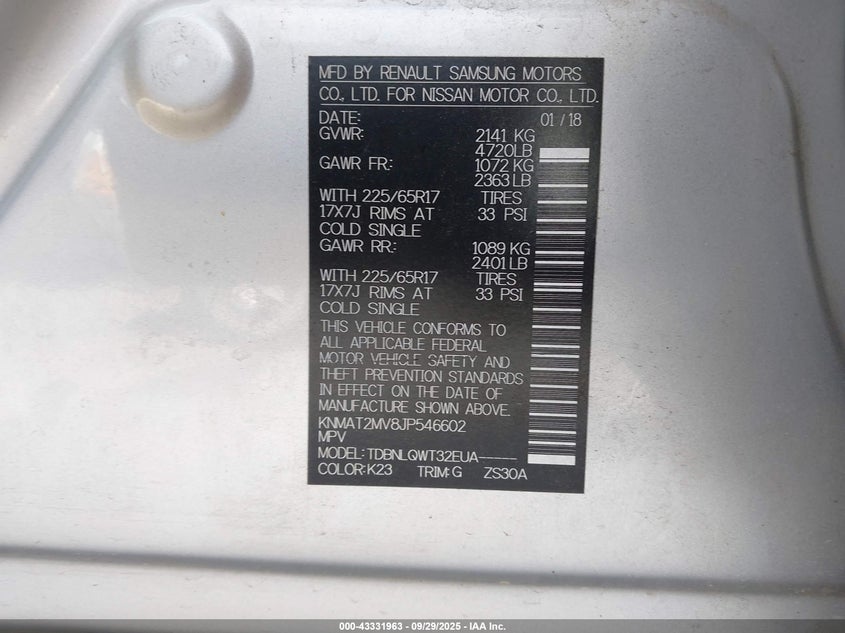 MFD BY RENAULT SAMSUNG MOTORS
CO., LTD. FOR NISSAN MOTOR CO., LTD.
DATE: 01 / 18
GVWR: 2141 KG
4720LB
GAWR FR.: 1072 KG
2363 LB
WITH 225/65R17 TIRES
17X7J RIMS AT 33 PSI
COLD SINGLE
GAWR RR.: 1089 KG
2401 LB
WITH 225/65R17 TIRES
17X7J RIMS AT 33 PSI
COLD SINGLE
THIS VEHICLE CONFORMS TO
ALL APPLICABLE FEDERAL
MOTOR VEHICLE SAFETY AND
THEFT PREVENTION STANDARDS
IN EFFECT ON THE DATE OF
MANUFACTURE SHOWN ABOVE.
KNMAT2MV8JP546602
MPV
MODEL: TDBNLQWT32EUA-----
COLOR:K23 TRIM:G ZS30A
000-43331963 - 09/29/2025 - IAA Inc.